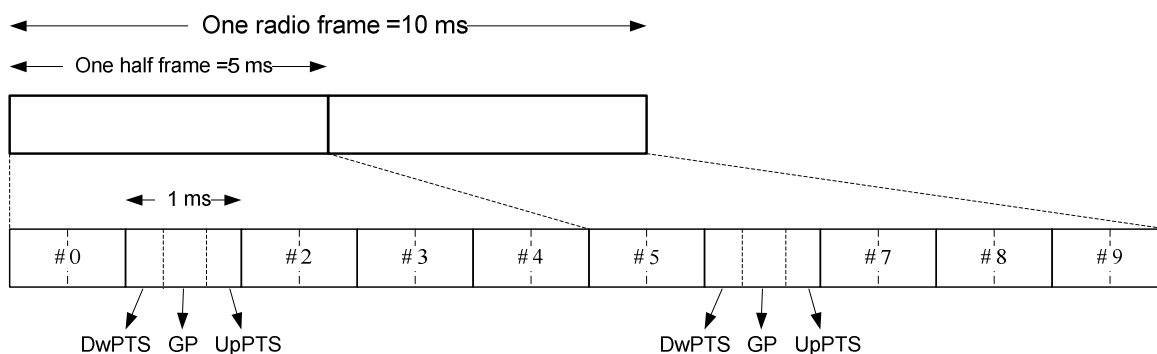 One radio frame =10 ms
One half frame =5 ms
1 ms
#0 #2 #3 #4 #5 #7 #8 #9
DwPTS GP UpPTS DwPTS GP UpPTS